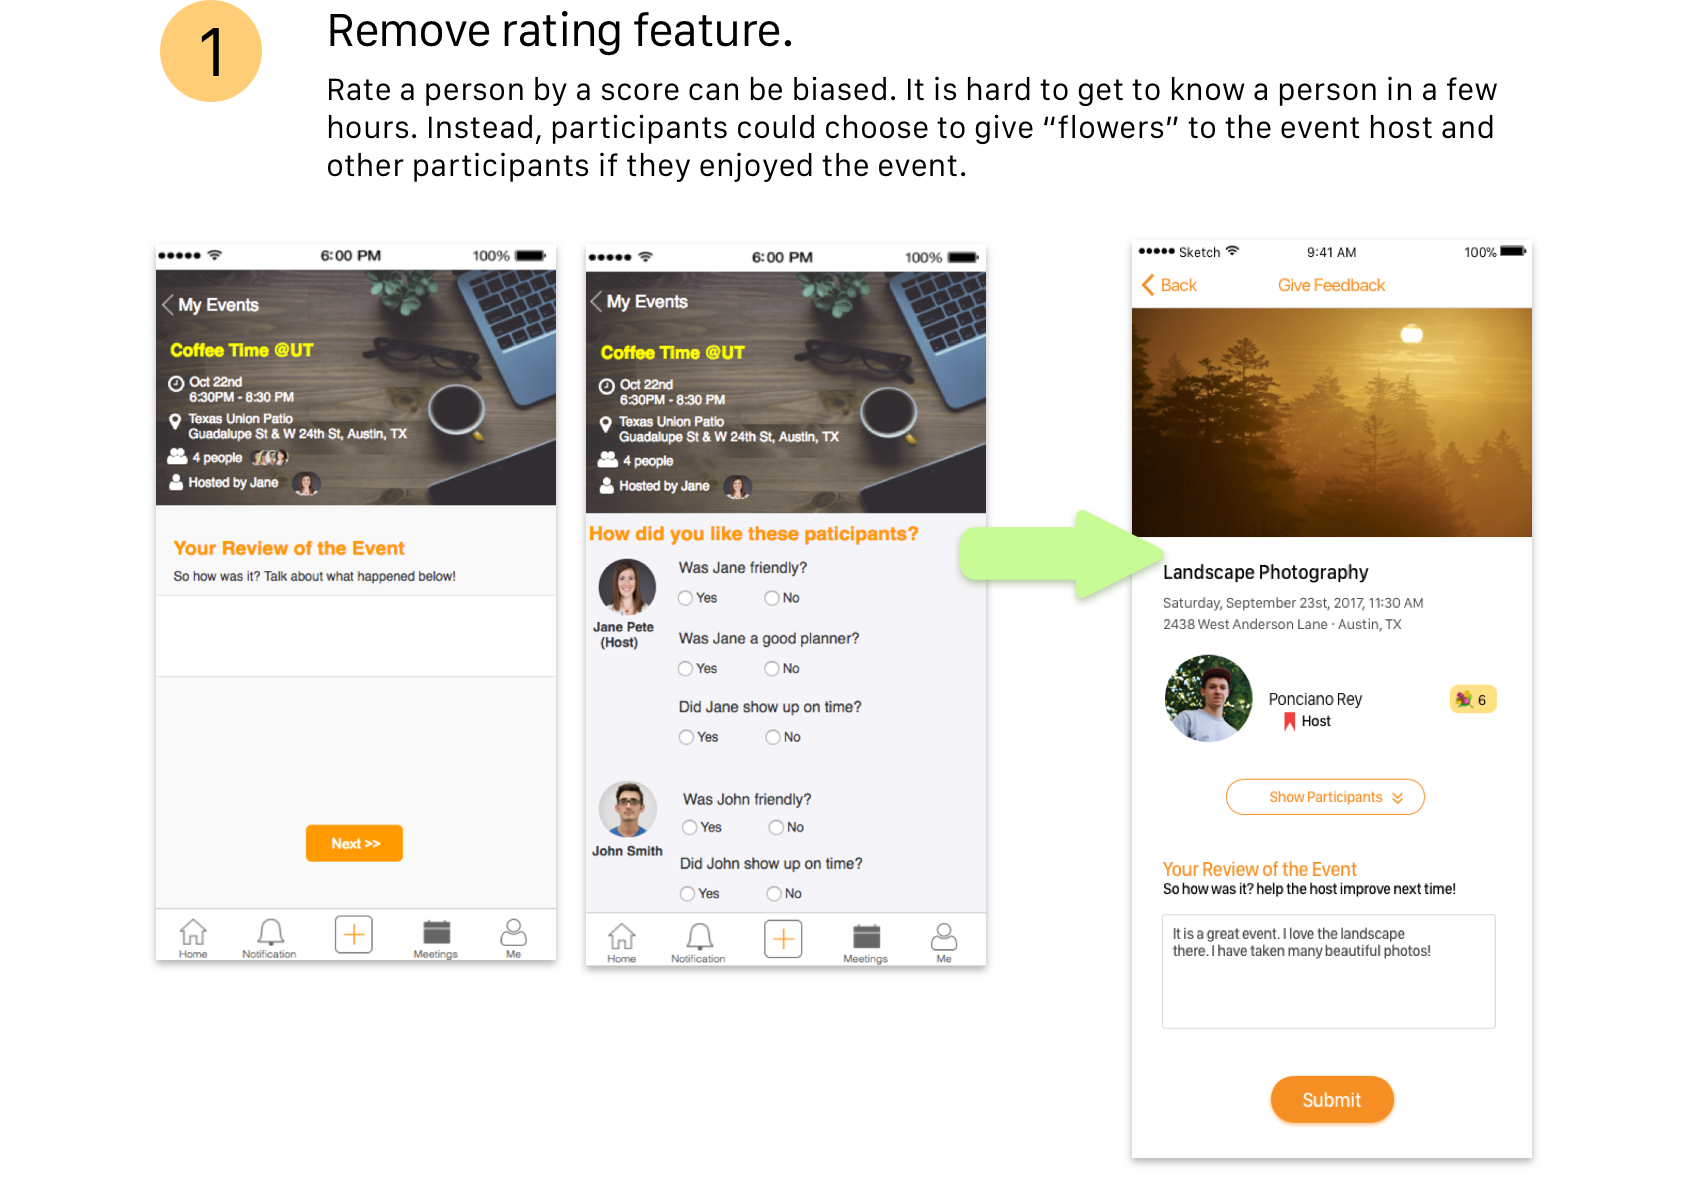 1
Remove rating feature.
Rate a person by a score can be biased. It is hard to get to know a person in a few
hours. Instead, participants could choose to give “flowers” to the event host and
other participants if they enjoyed the event.
6:00 PM
100%
My Events
Coffee Time @UT
Oct 22nd
6:30PM - 8:30 PM
Texas Union Patio
Guadalupe St & W 24th St, Austin, TX
4 people
Hosted by Jane
Your Review of the Event
So how was it? Talk about what happened below!
Next >>
Home
Notification
Meetings
Me
6:00 PM
100%
My Events
Coffee Time @UT
Oct 22nd
6:30PM - 8:30 PM
Texas Union Patio
Guadalupe St & W 24th St, Austin, TX
4 people
Hosted by Jane
How did you like these paticipants?
Jane Pete
(Host)
Was Jane friendly?
Yes No
Was Jane a good planner?
Yes No
Did Jane show up on time?
Yes No
John Smith
Was John friendly?
Yes No
Did John show up on time?
Yes No
Home
Notification
Meetings
Me
Sketch
9:41 AM
100%
Back
Give Feedback
Landscape Photography
Saturday, September 23st, 2017, 11:30 AM
2438 West Anderson Lane · Austin, TX
Ponciano Rey
Host
6
Show Participants
Your Review of the Event
So how was it? help the host improve next time!
It is a great event. I love the landscape
there. I have taken many beautiful photos!
Submit